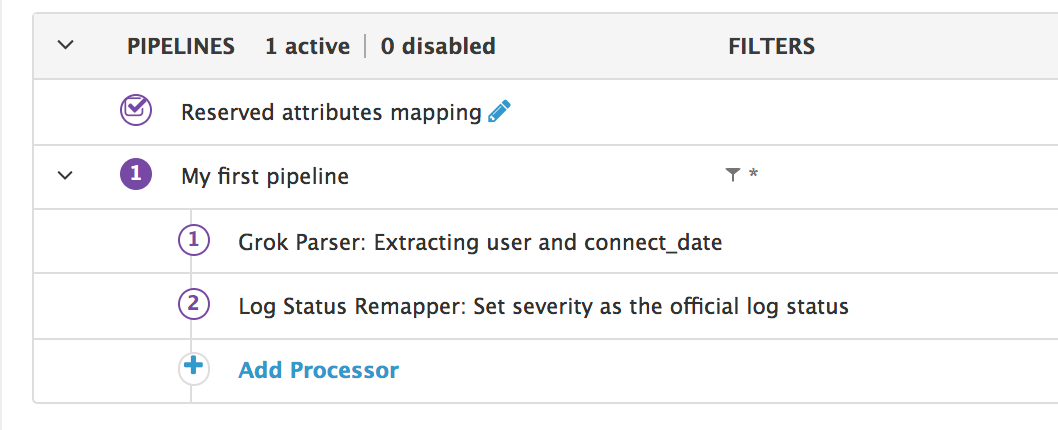 PIPELINES 1 active | 0 disabled FILTERS
Reserved attributes mapping
1 My first pipeline *
1 Grok Parser: Extracting user and connect_date
2 Log Status Remapper: Set severity as the official log status
+ Add Processor